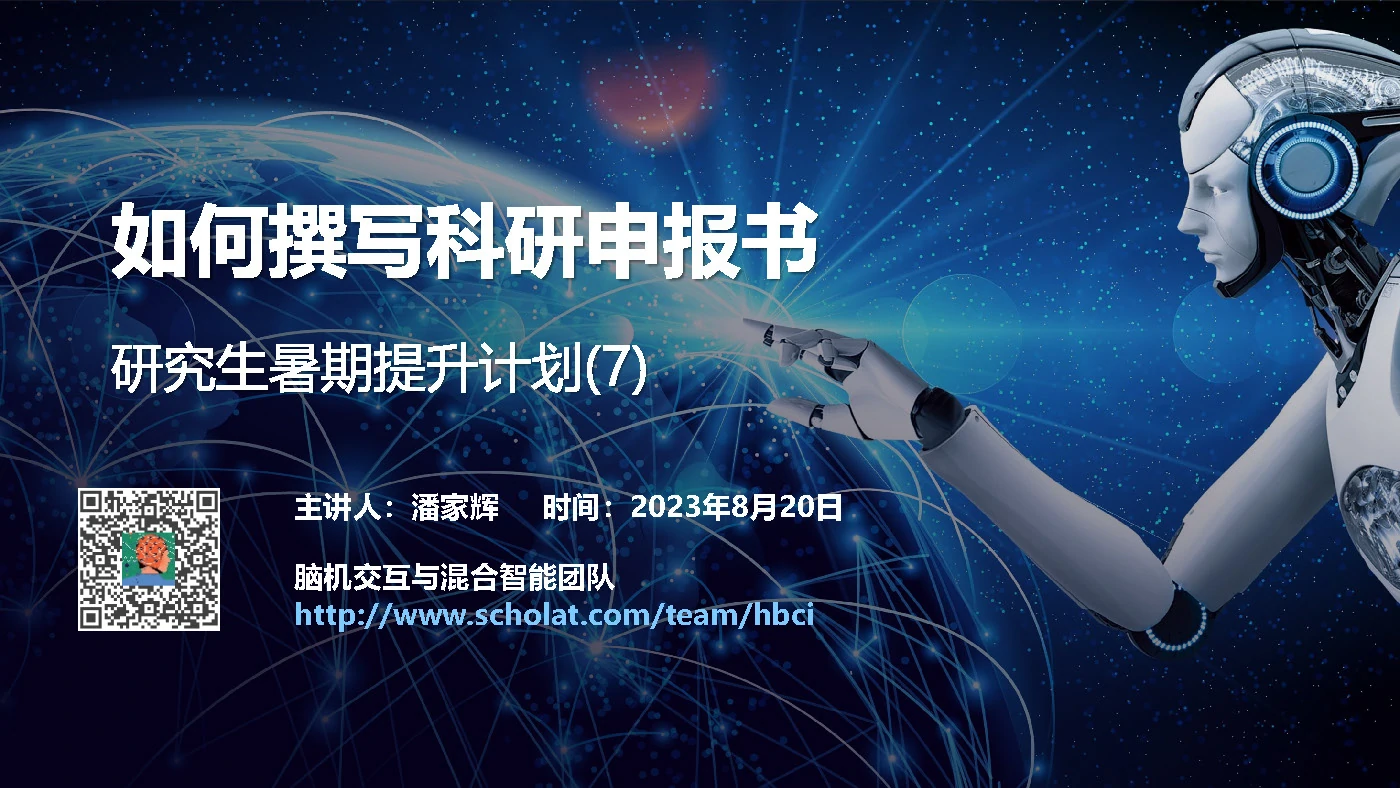 如何撰写科研申报书
研究生暑期提升计划(7)
主讲人：潘家辉 时间：2023年8月20日
脑机交互与混合智能团队
http://www.scholat.com/team/hbci